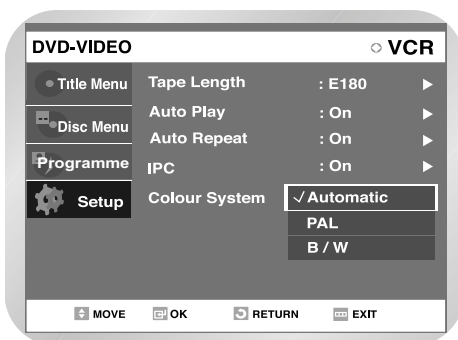 DVD-VIDEO VCR
Title Menu Tape Length : E180
Disc Menu Auto Play : On
Auto Repeat : On
Programme IPC : On
Setup Colour System ✓Automatic
PAL
B / W
MOVE OK RETURN EXIT